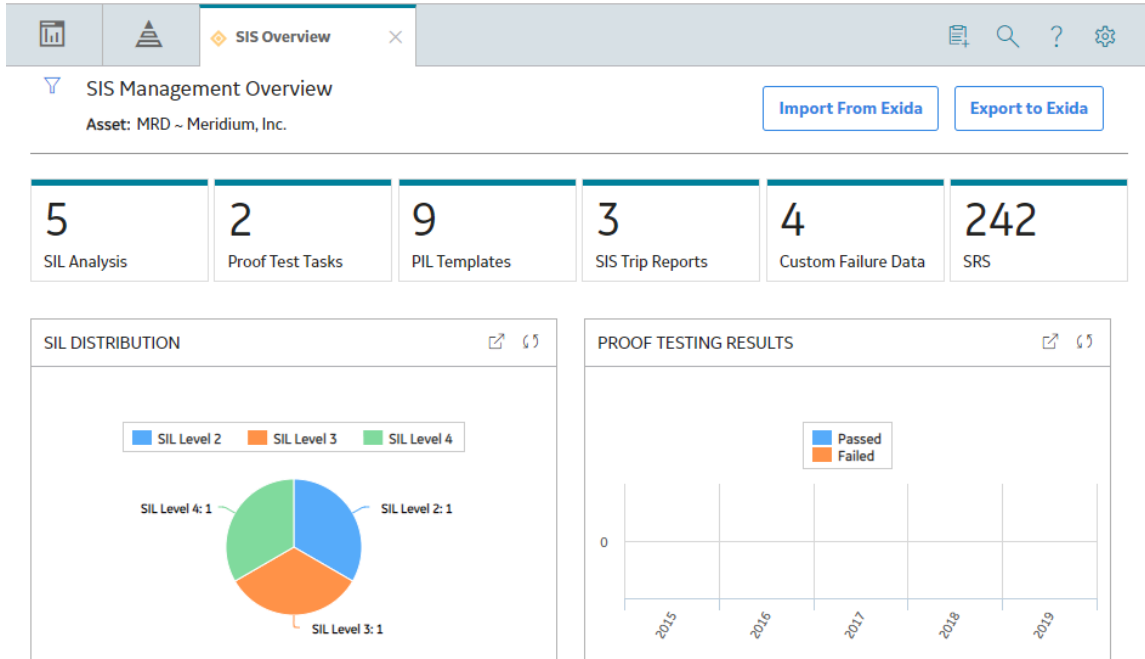 SIS Overview
?
SIS Management Overview
Asset: MRD ~ Meridium, Inc.
Import From Exida
Export to Exida
5
SIL Analysis
2
Proof Test Tasks
9
PIL Templates
3
SIS Trip Reports
4
Custom Failure Data
242
SRS
SIL DISTRIBUTION
SIL Level 2 SIL Level 3 SIL Level 4
SIL Level 4: 1
SIL Level 2: 1
SIL Level 3: 1
PROOF TESTING RESULTS
Passed
Failed
0
2015 2016 2017 2018 2019